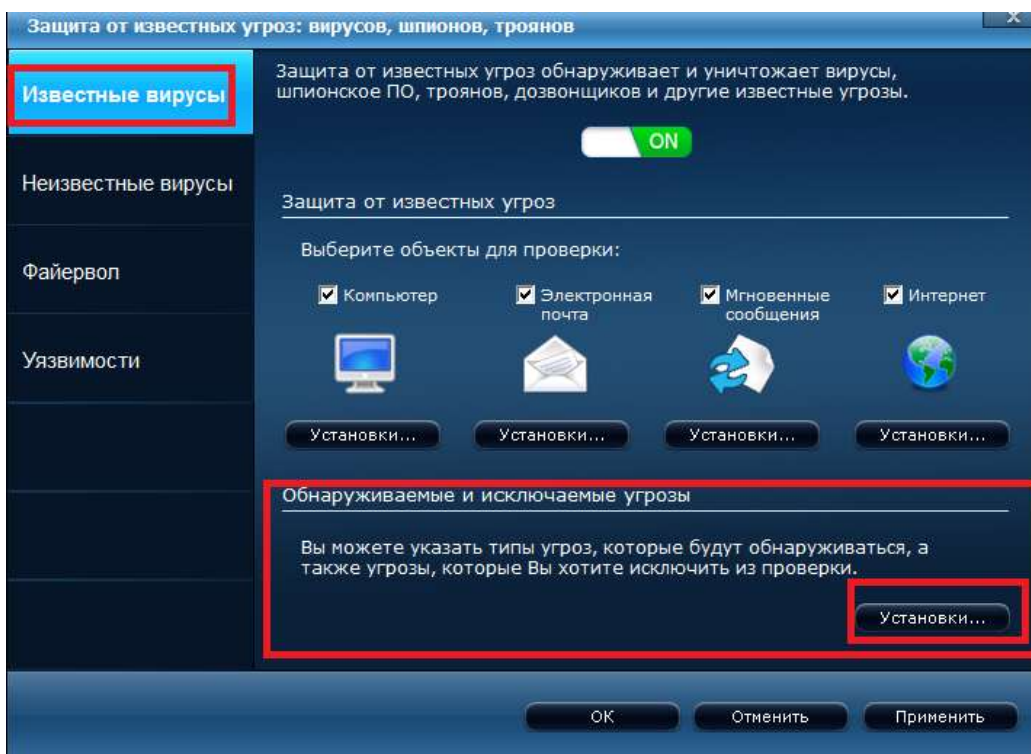 Защита от известных угроз: вирусов, шпионов, троянов
Известные вирусы
Неизвестные вирусы
Файервол
Уязвимости
Защита от известных угроз обнаруживает и уничтожает вирусы,
шпионское ПО, троянов, дозвонщиков и другие известные угрозы.
ON
Защита от известных угроз
Выберите объекты для проверки:
Компьютер
Электронная
почта
Мгновенные
сообщения
Интернет
Установки... Установки... Установки... Установки...
Обнаруживаемые и исключаемые угрозы
Вы можете указать типы угроз, которые будут обнаруживаться, а
также угрозы, которые Вы хотите исключить из проверки.
Установки...
ОК Отменить Применить